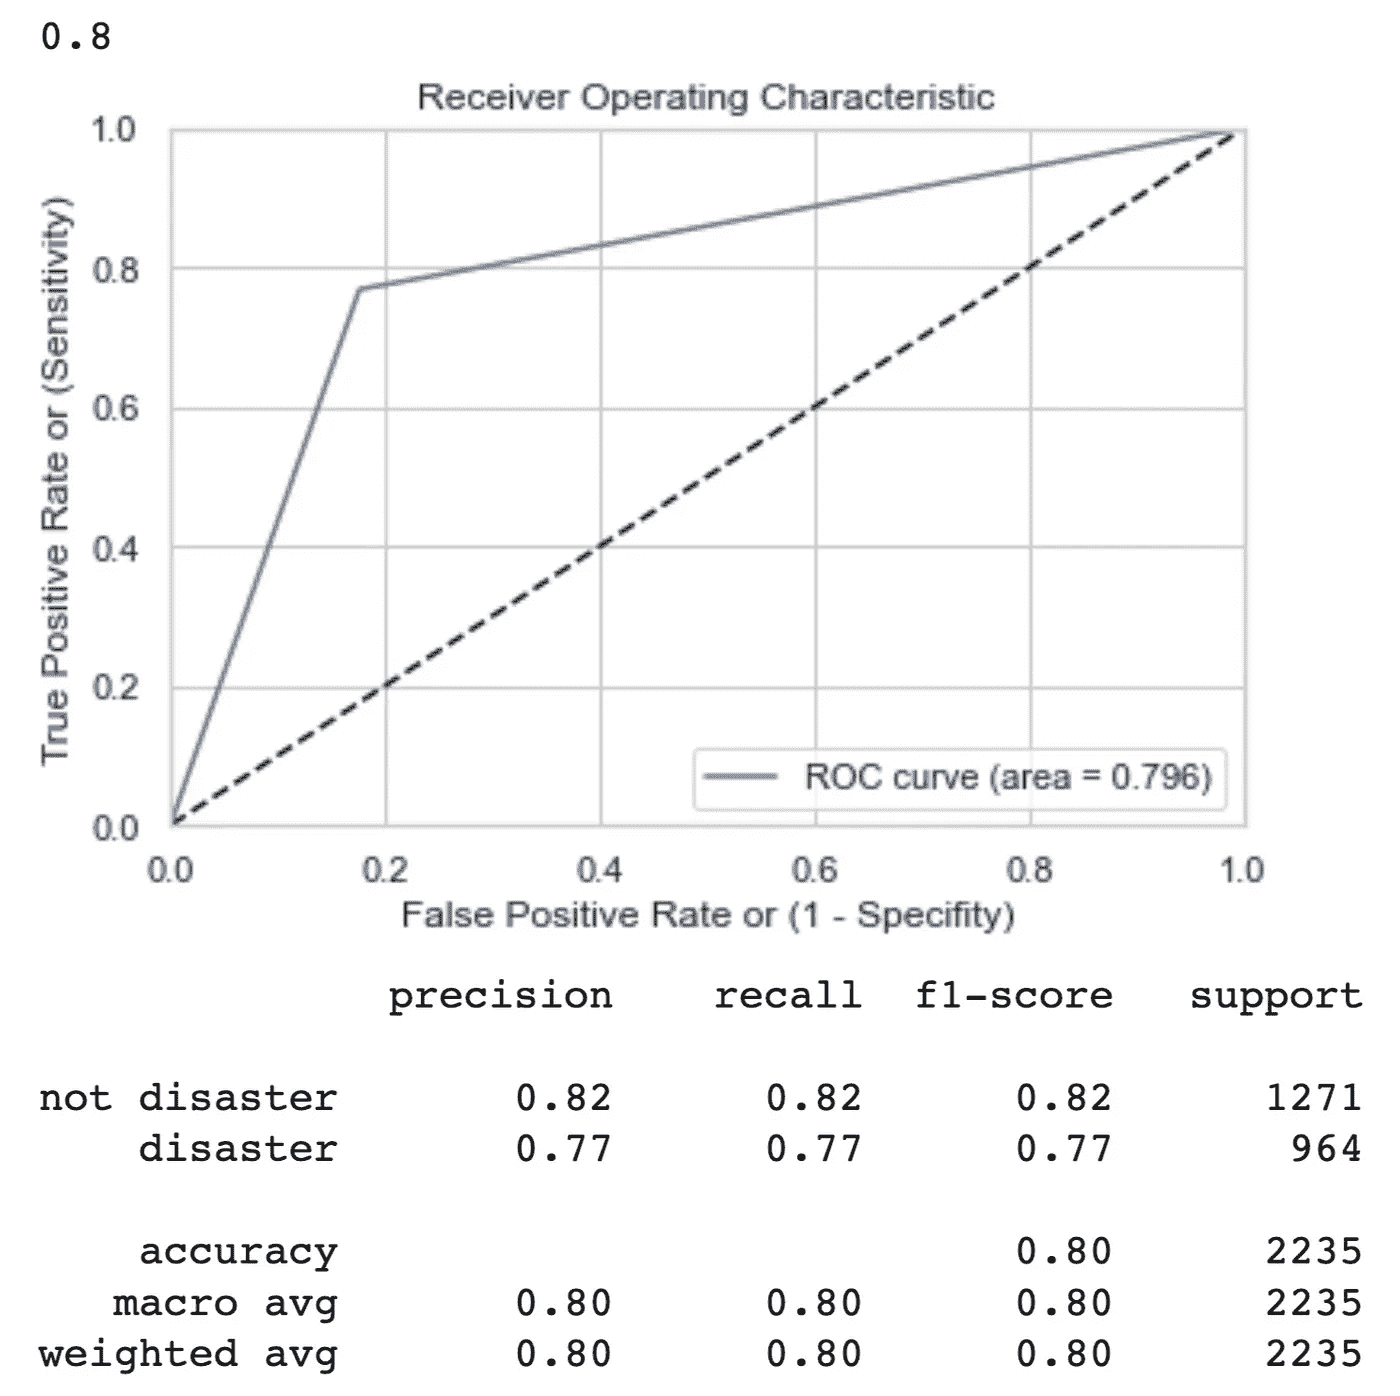 0.8
Receiver Operating Characteristic
True Positive Rate or (Sensitivity)
1.0
0.8
0.6
0.4
0.2
0.0
ROC curve (area = 0.796)
0.0 0.2 0.4 0.6 0.8 1.0
False Positive Rate or (1 - Specifity)
precision recall f1-score support
not disaster 0.82 0.82 0.82 1271
disaster 0.77 0.77 0.77 964
accuracy 0.80 2235
macro avg 0.80 0.80 0.80 2235
weighted avg 0.80 0.80 0.80 2235